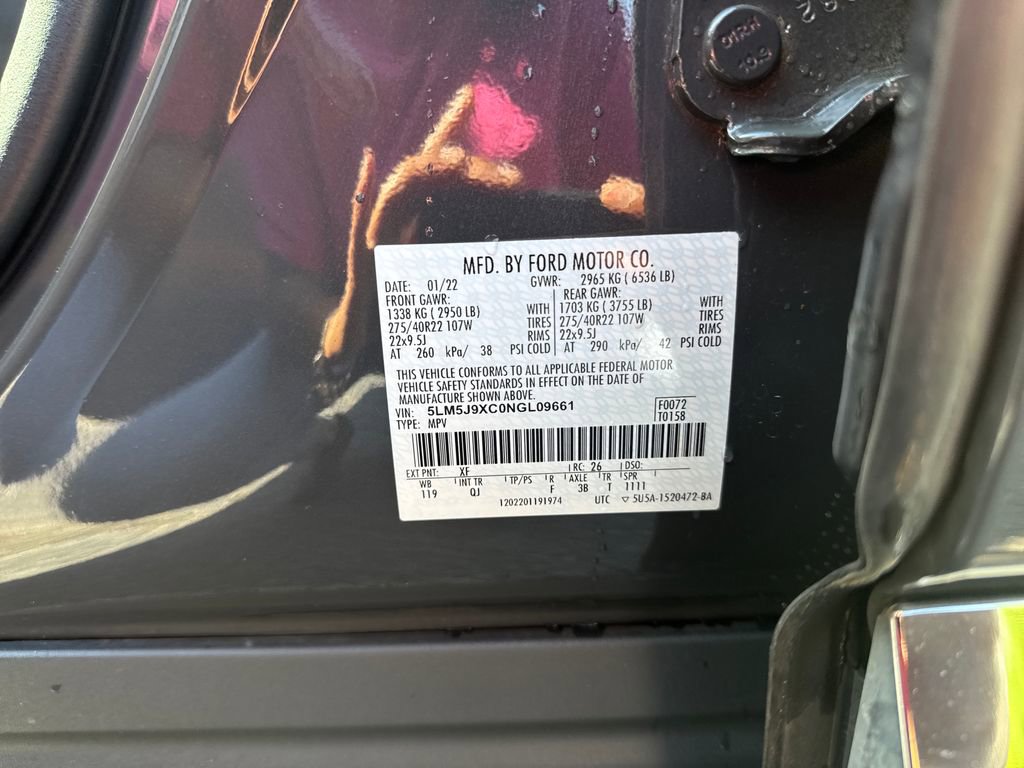 01RH
10.9
MFD. BY FORD MOTOR CO.
DATE: 01/22 GVWR: 2965 KG ( 6536 LB)
FRONT GAWR: REAR GAWR:
1338 KG ( 2950 LB) WITH 1703 KG ( 3755 LB) WITH
275/40R22 107W TIRES 275/40R22 107W TIRES
22x9.5J RIMS 22x9.5J RIMS
AT 260 kPa/ 38 PSI COLD AT 290 kPa/ 42 PSI COLD
THIS VEHICLE CONFORMS TO ALL APPLICABLE FEDERAL MOTOR
VEHICLE SAFETY STANDARDS IN EFFECT ON THE DATE OF
MANUFACTURE SHOWN ABOVE.
VIN: 5LM5J9XC0NGL09661 F0072
TYPE: MPV T0158
EXT PNT: XF RC: 26 DSO:
WB INT TR TP/PS R AXLE TR SPR
119 QJ F 3B T 1111
1202201191974 UTC ▽ 5U5A-1520472-BA